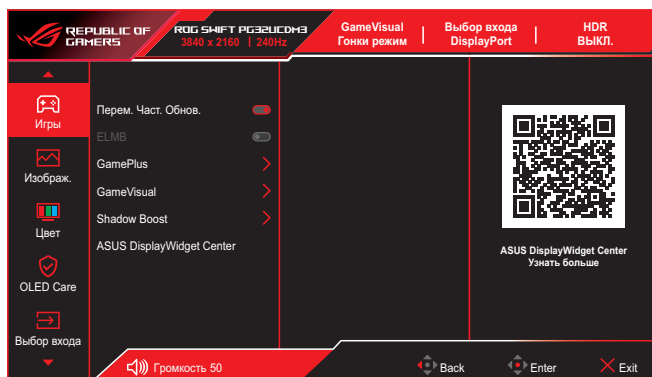 REPUBLIC OF
GAMERS
ROG SWIFT PG32UCDM3
3840 x 2160 | 240Hz
GameVisual
Гонки режим
Выбор входа
DisplayPort
HDR
ВЫКЛ.
Игры
Изображ.
Цвет
OLED Care
Выбор входа
Перем. Част. Обнов.
ELMB
GamePlus
GameVisual
Shadow Boost
ASUS DisplayWidget Center
ASUS DisplayWidget Center
Узнать больше
Громкость 50
Back
Enter
Exit